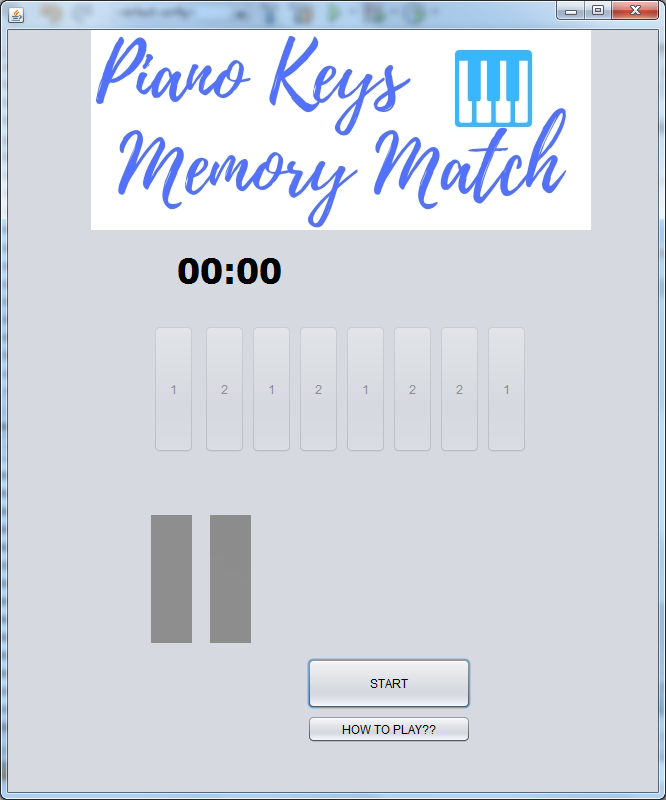 Piano Keys
Memory Match
00:00
1 2 1 2 1 2 2 1
START
HOW TO PLAY??